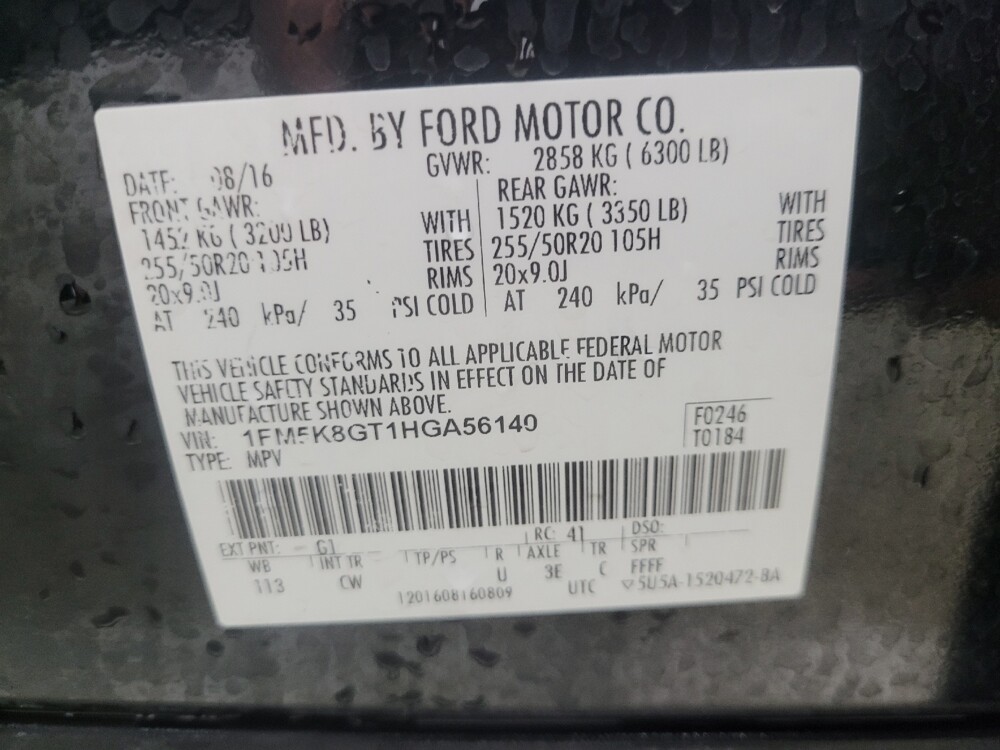 MFD. BY FORD MOTOR CO.
DATE: 08/16 GVWR: 2858 KG ( 6300 LB)
FRONT GAWR: REAR GAWR:
1452 KG ( 3200 LB) WITH 1520 KG ( 3350 LB) WITH
255/50R20 105H TIRES 255/50R20 105H TIRES
20x9.0J RIMS 20x9.0J RIMS
AT 240 kPa/ 35 PSI COLD AT 240 kPa/ 35 PSI COLD
THIS VEHICLE CONFORMS TO ALL APPLICABLE FEDERAL MOTOR
VEHICLE SAFETY STANDARDS IN EFFECT ON THE DATE OF
MANUFACTURE SHOWN ABOVE.
VIN: 1FM5K8GT1HGA56140 F0246
TYPE: MPV T0184
EXT PNT: G1 RC: 41 DSO:
WB INT TR TP/PS R AXLE TR SPR
113 CW U 3E C FFFF
1201608160809 UTC ▽5U5A-1520472-BA